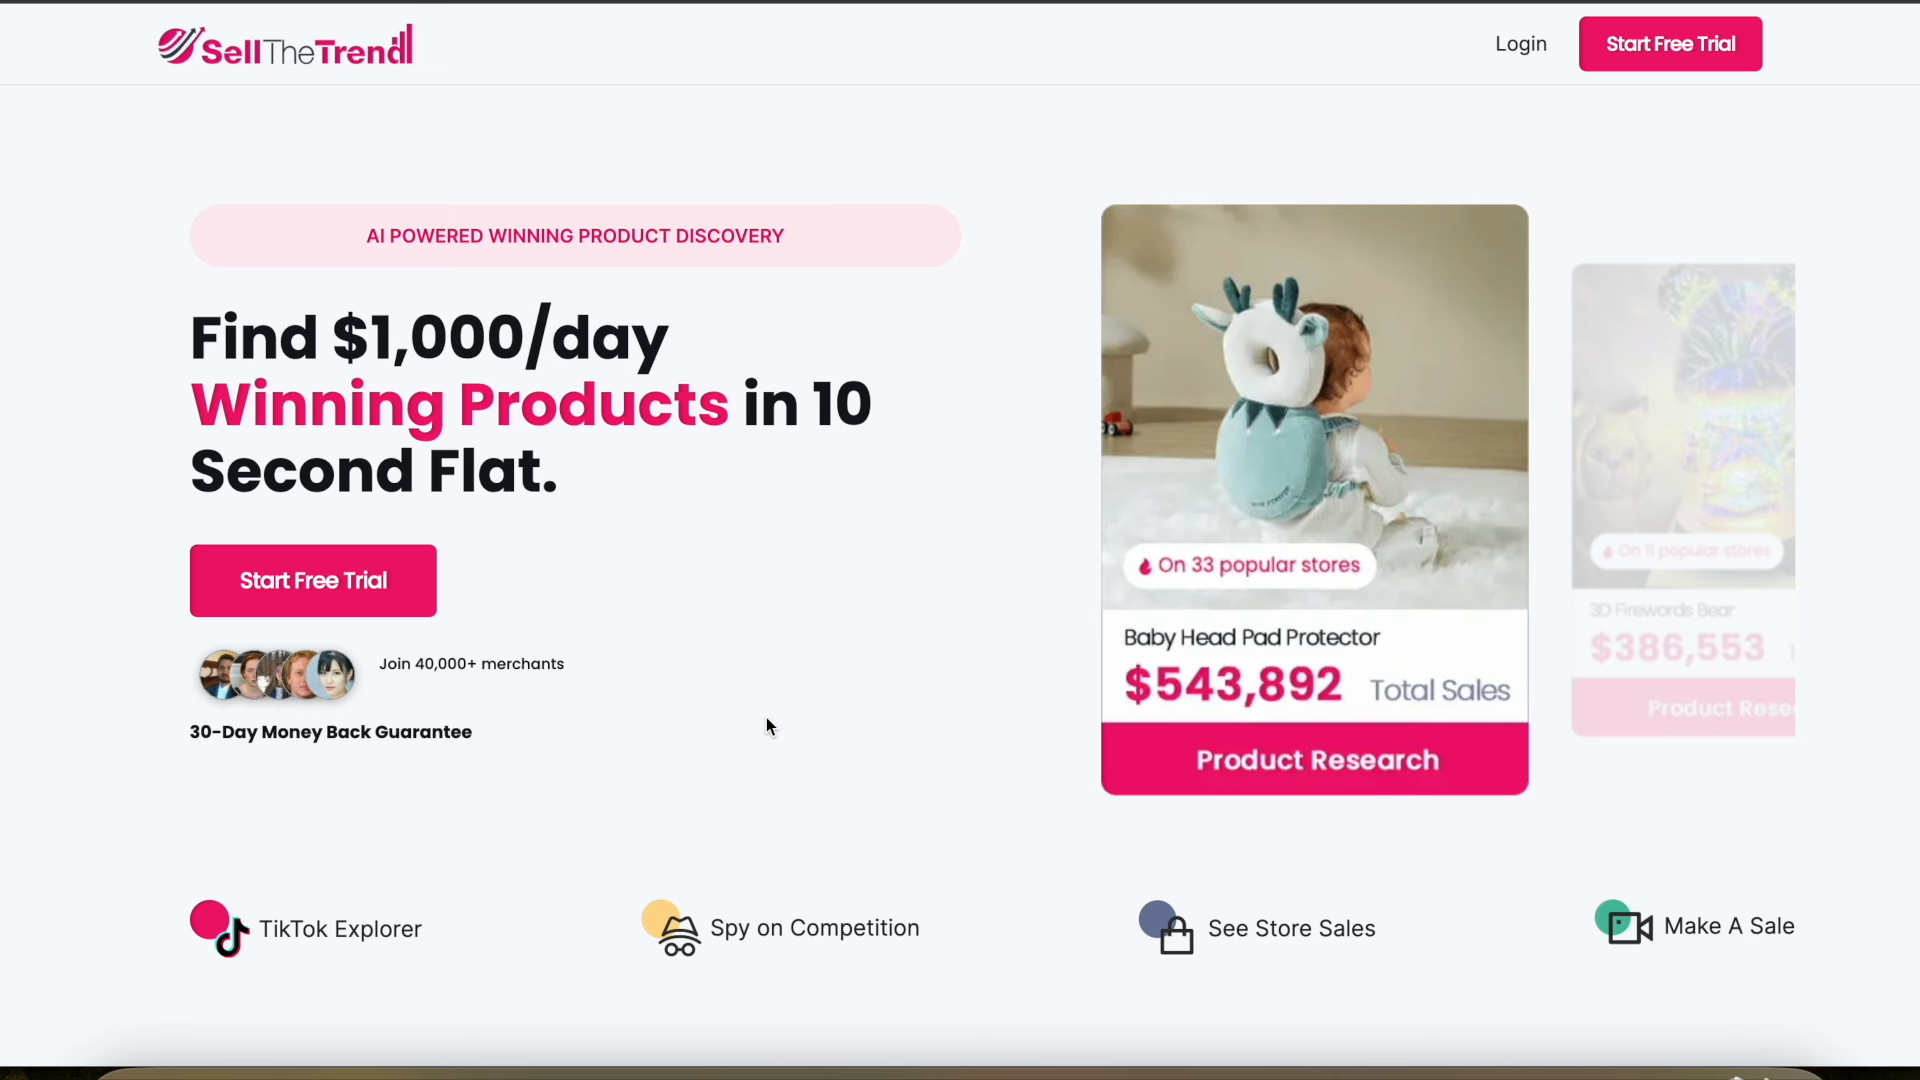 SellTheTrend
Login
Start Free Trial
AI POWERED WINNING PRODUCT DISCOVERY
Find $1,000/day
Winning Products in 10
Second Flat.
Start Free Trial
Join 40,000+ merchants
30-Day Money Back Guarantee
On 33 popular stores
Baby Head Pad Protector
$543,892 Total Sales
Product Research
On 11 popular stores
3D Firewords Bear
$386,553
Product Rese
TikTok Explorer
Spy on Competition
See Store Sales
Make A Sale